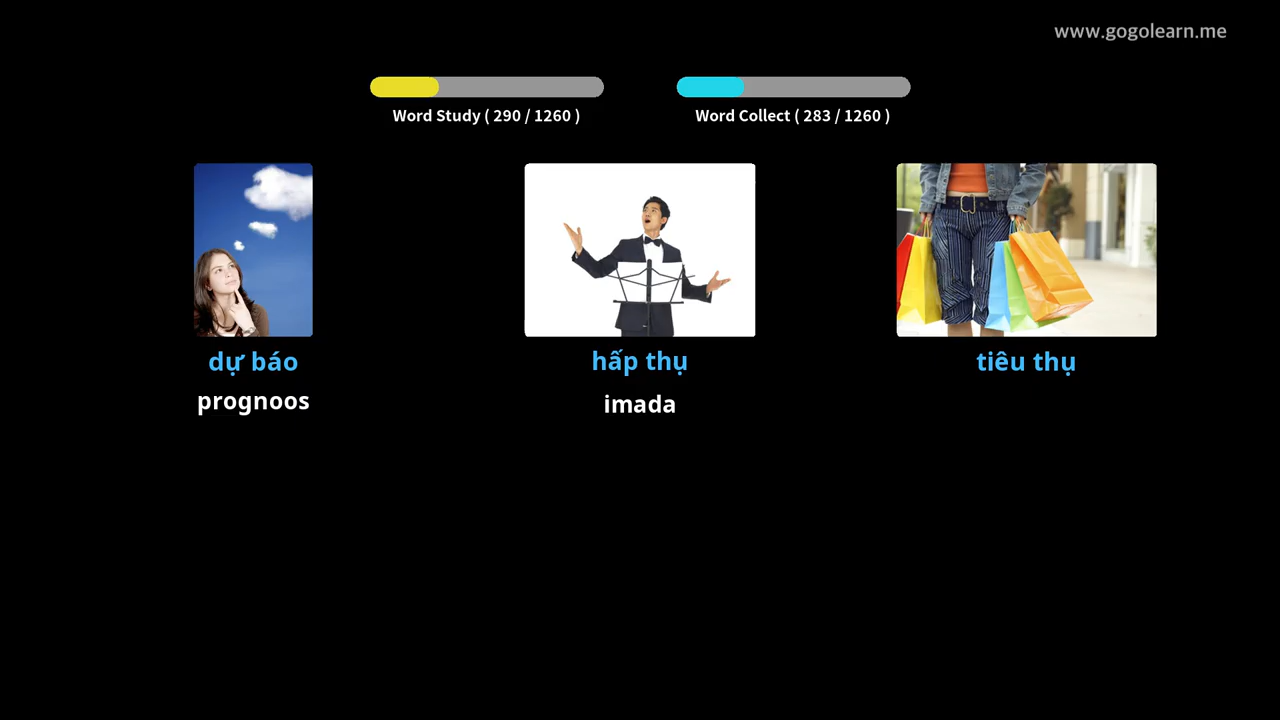 www.gogolearn.me
Word Study ( 290 / 1260 )
Word Collect ( 283 / 1260 )
dự báo
prognoos
hấp thụ
imada
tiêu thụ